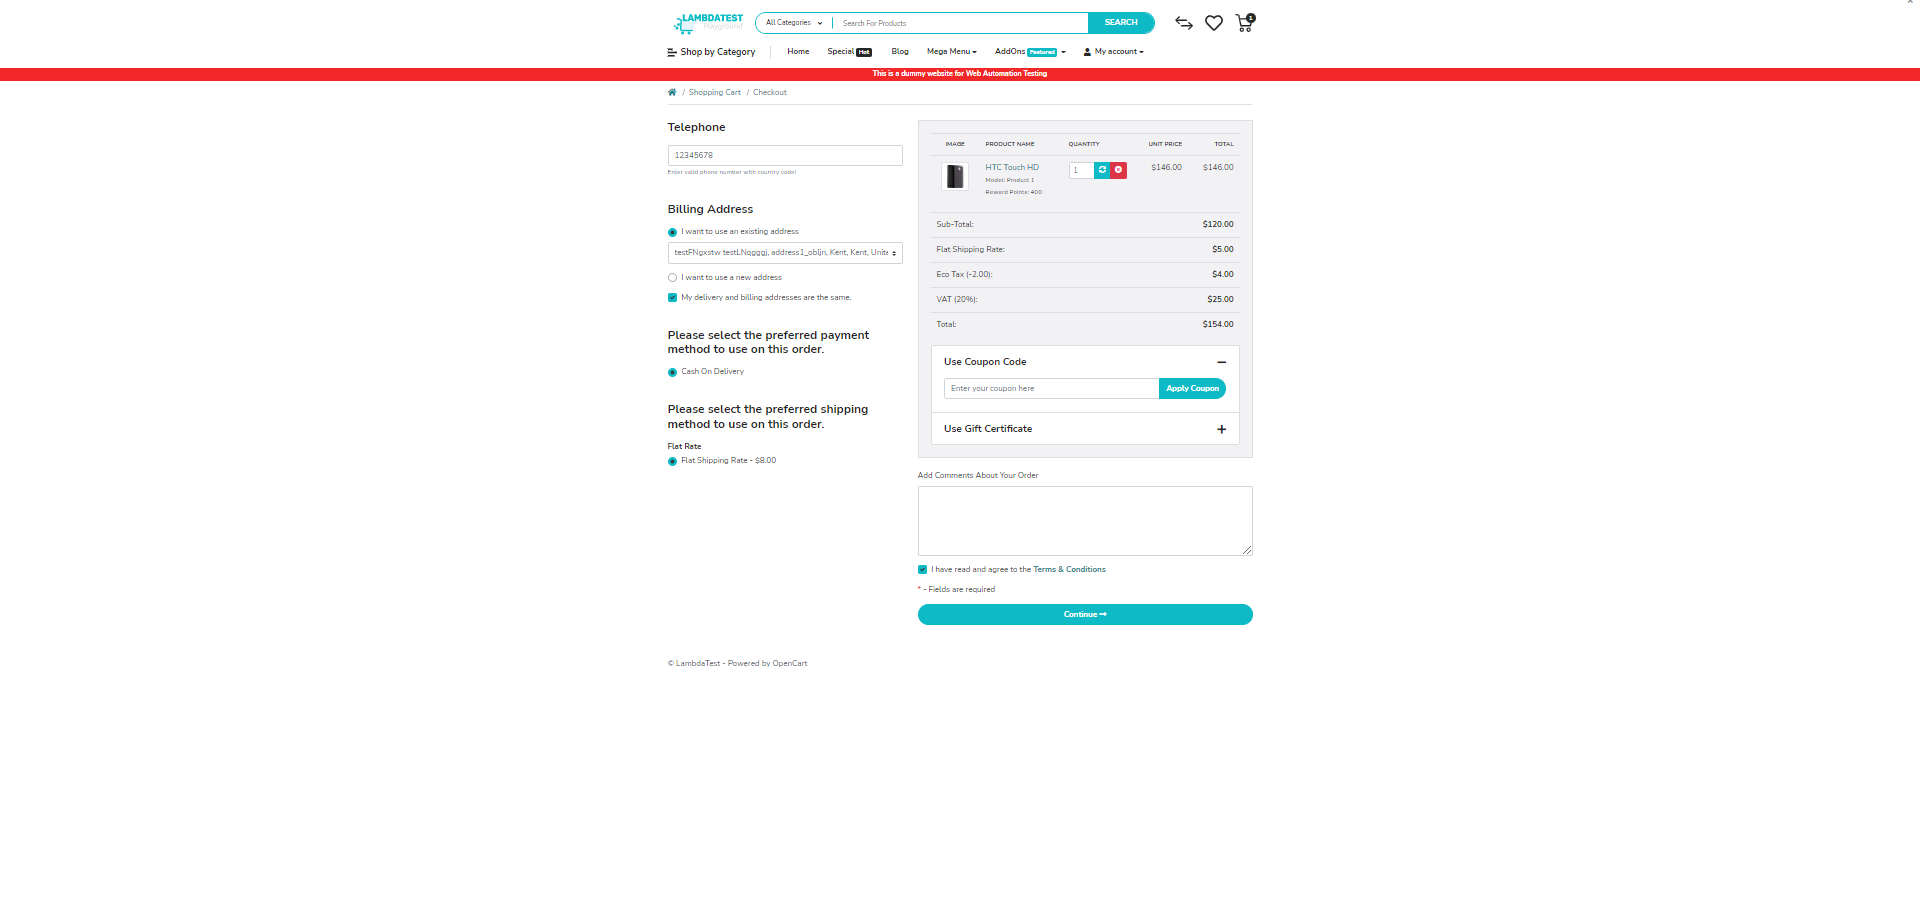 LAMBDATEST
Playground
All Categories
Search For Products
SEARCH
1
Shop by Category
Home
Special Hot
Blog
Mega Menu
AddOns Featured
My account
This is a dummy website for Web Automation Testing
/ Shopping Cart / Checkout
Telephone
12345678
Enter valid phone number with country code!
Billing Address
I want to use an existing address
testFNgxstw testLNqgggj, address1_obljn, Kent, Kent, Unite
I want to use a new address
My delivery and billing addresses are the same.
Please select the preferred payment
method to use on this order.
Cash On Delivery
Please select the preferred shipping
method to use on this order.
Flat Rate
Flat Shipping Rate - $8.00
IMAGE PRODUCT NAME QUANTITY UNIT PRICE TOTAL
HTC Touch HD 1 $146.00 $146.00
Model: Product 1
Reward Points: 400
Sub-Total: $120.00
Flat Shipping Rate: $5.00
Eco Tax (-2.00): $4.00
VAT (20%): $25.00
Total: $154.00
Use Coupon Code
Enter your coupon here
Apply Coupon
Use Gift Certificate
Add Comments About Your Order
I have read and agree to the Terms & Conditions
* - Fields are required
Continue
© LambdaTest - Powered by OpenCart